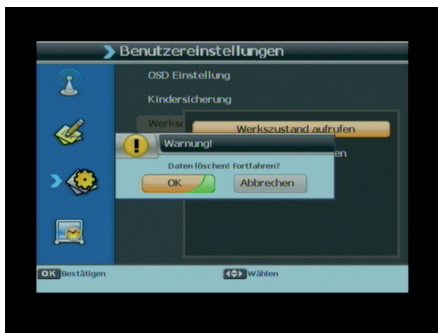 Benutzereinstellungen
OSD Einstellung
Kindersicherung
Werkszustand aufrufen
Warnung!
Daten löschen! Fortfahren?
OK
Abbrechen
OK Bestätigen
Wählen